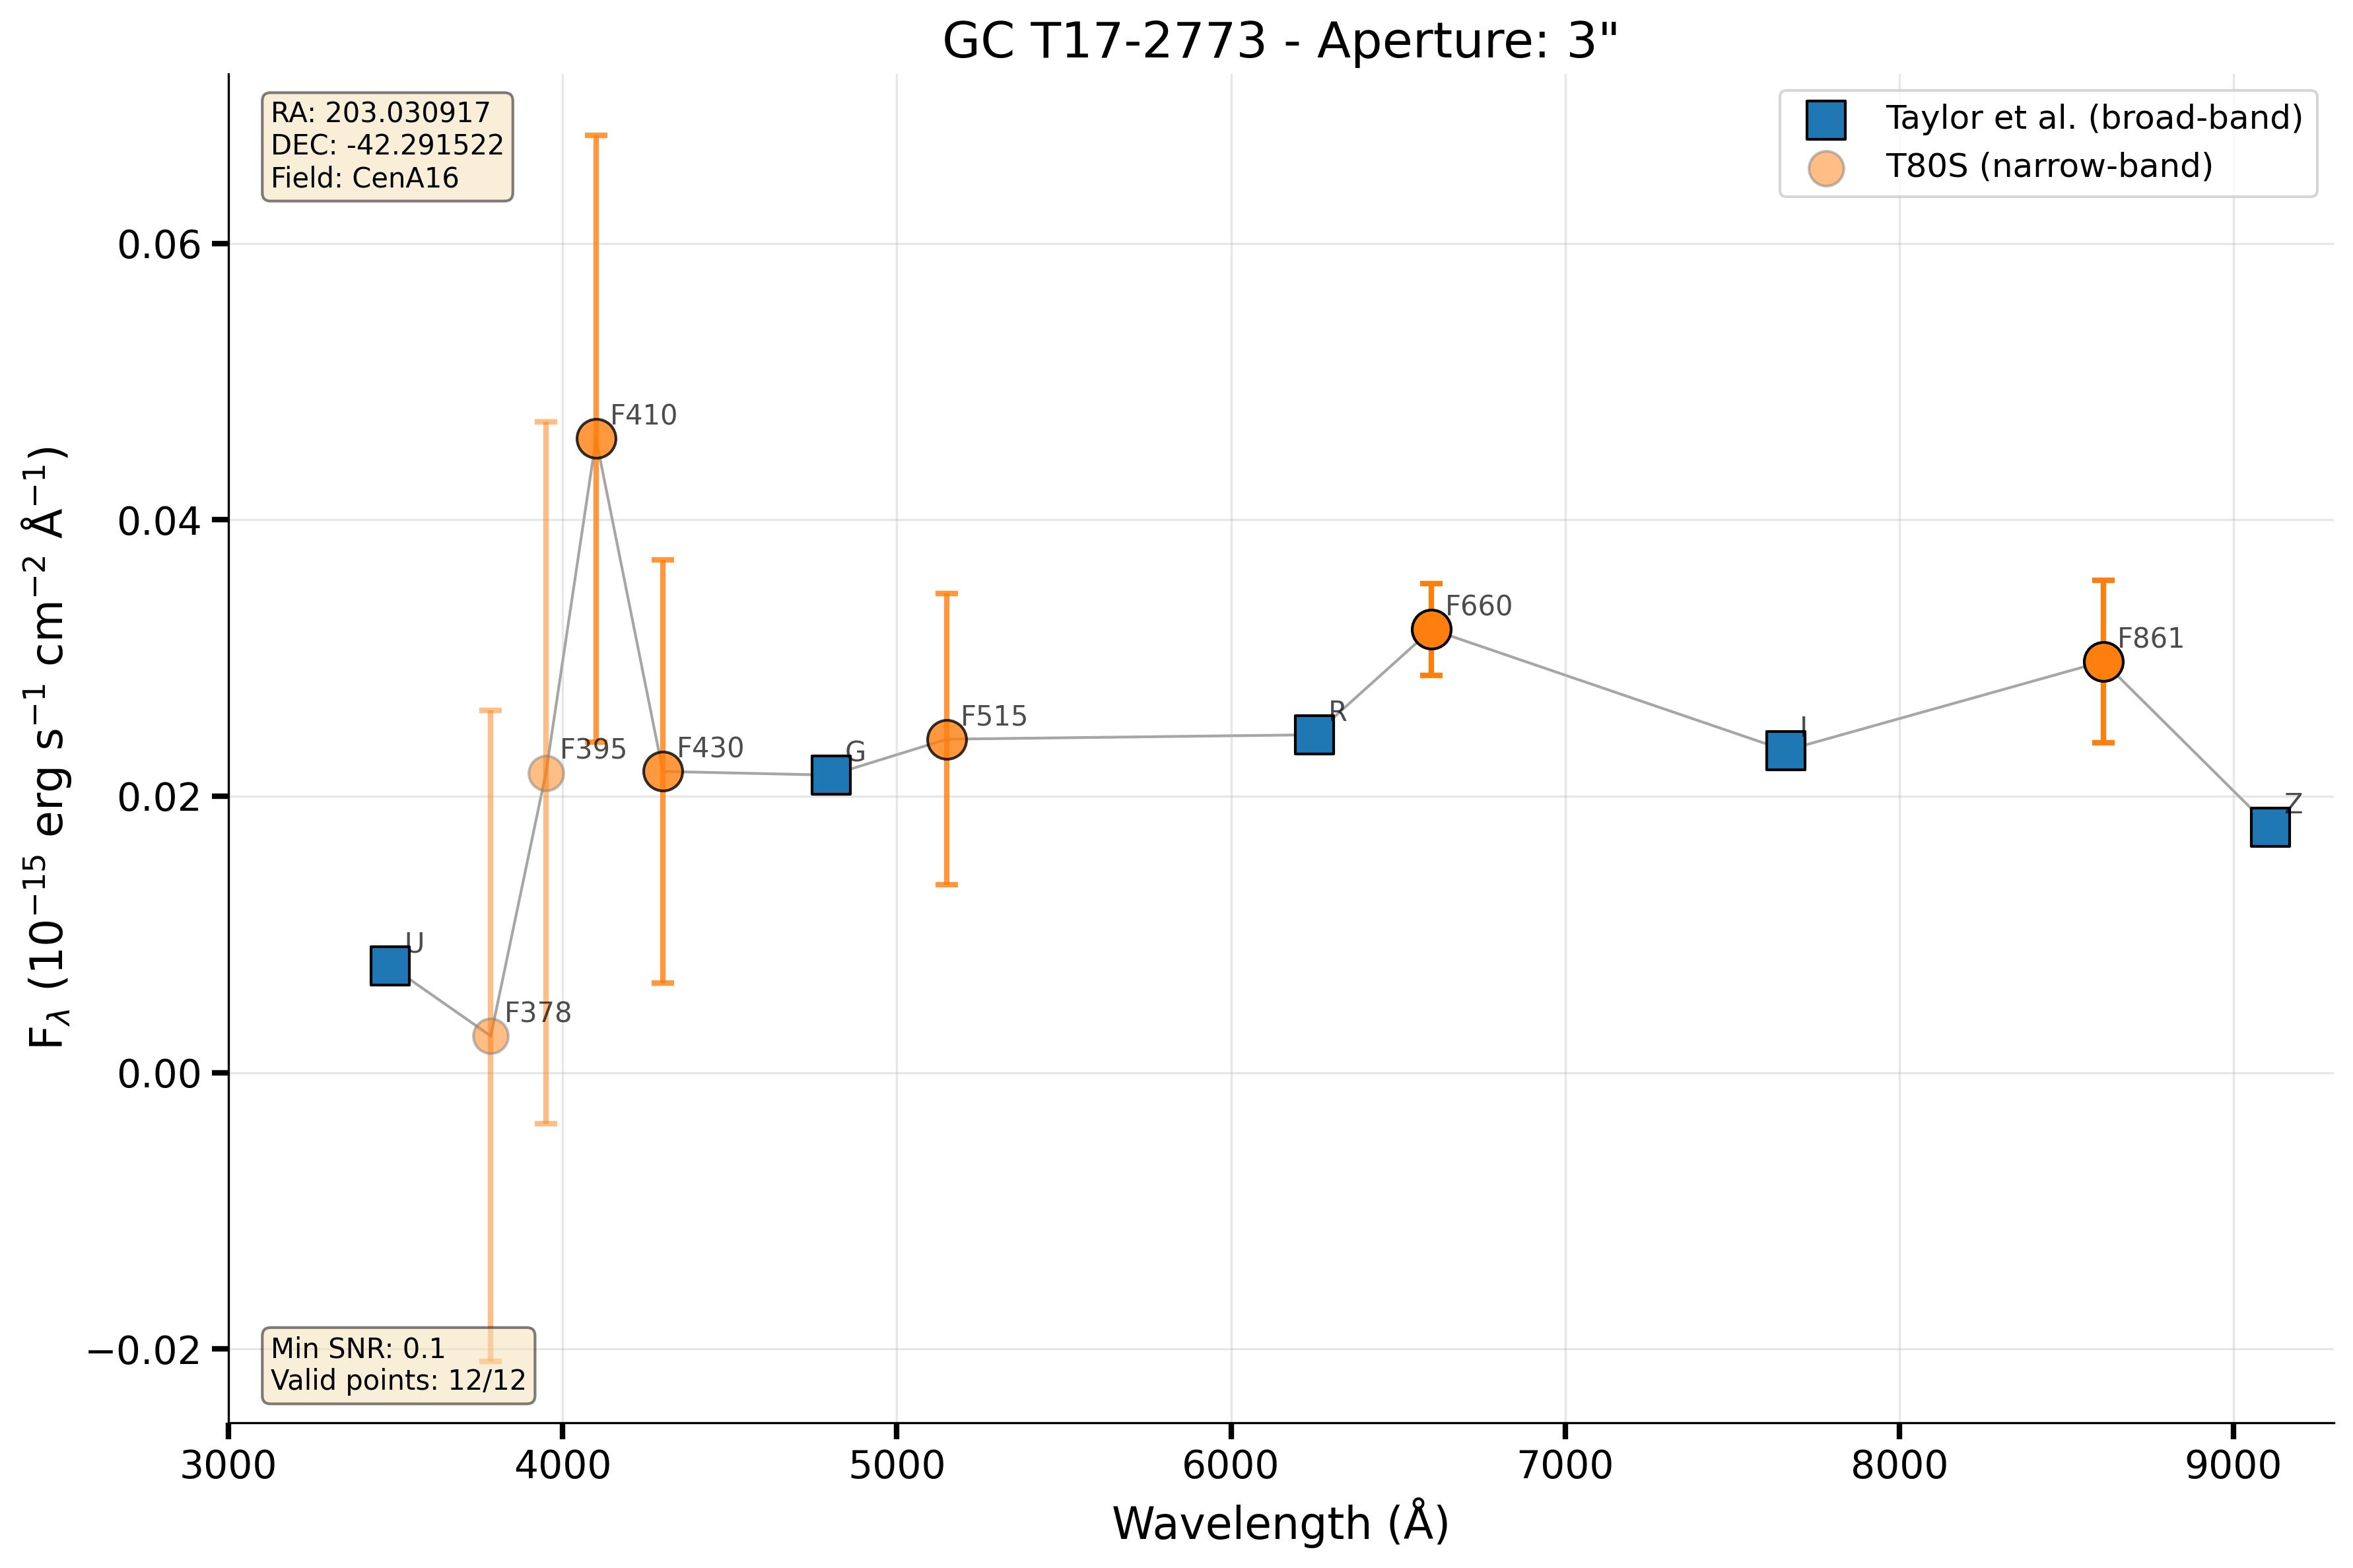 GC T17-2773 - Aperture: 3"
RA: 203.030917
DEC: -42.291522
Field: CenA16
Taylor et al. (broad-band)
T80S (narrow-band)
F410
F660
F861
F515
R
I
F395
F430
G
Z
U
F378
0.06
0.04
0.02
0.00
−0.02
F_λ (10⁻¹⁵ erg s⁻¹ cm⁻² Å⁻¹)
Min SNR: 0.1
Valid points: 12/12
3000 4000 5000 6000 7000 8000 9000
Wavelength (Å)